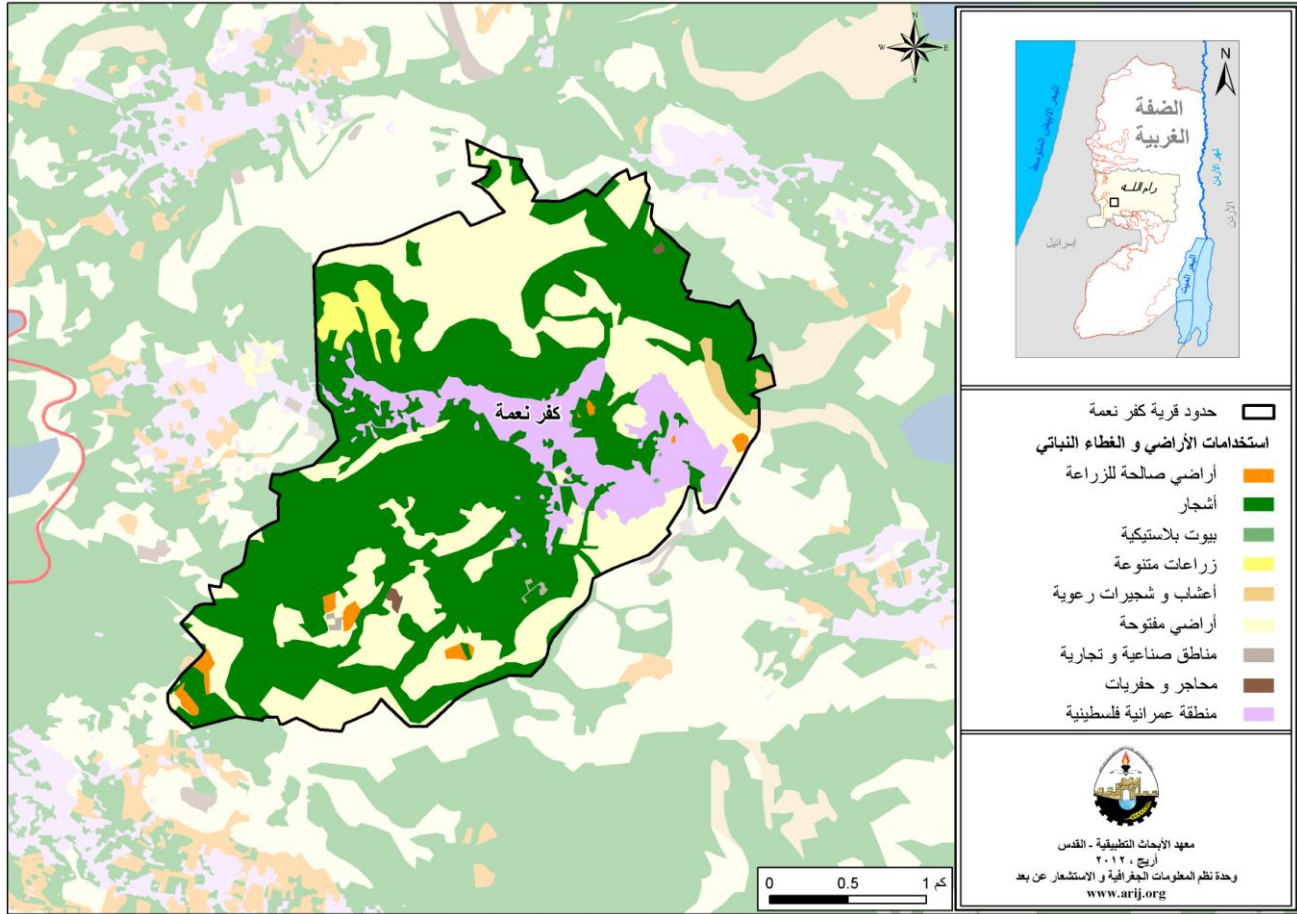 N
W
E
S
كفر نعمة
0
0.5
1 كم
N
البحر الابيض المتوسط
الضفة
الغربية
رام الله
نهر الأردن
الأردن
إسرائيل
البحر الميت
حدود قرية كفر نعمة
استخدامات الأراضي و الغطاء النباتي
أراضي صالحة للزراعة
أشجار
بيوت بلاستيكية
زراعات متنوعة
أعشاب و شجيرات رعوية
أراضي مفتوحة
مناطق صناعية و تجارية
محاجر و حفريات
منطقة عمرانية فلسطينية
معهد الأبحاث التطبيقية - القدس
أريج ، ٢٠١٢
وحدة نظم المعلومات الجغرافية و الاستشعار عن بعد
www.arij.org